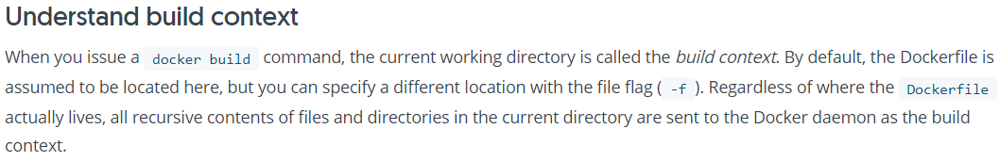 Understand build context
When you issue a docker build command, the current working directory is called the build context. By default, the Dockerfile is
assumed to be located here, but you can specify a different location with the file flag ( -f ). Regardless of where the Dockerfile
actually lives, all recursive contents of files and directories in the current directory are sent to the Docker daemon as the build
context.